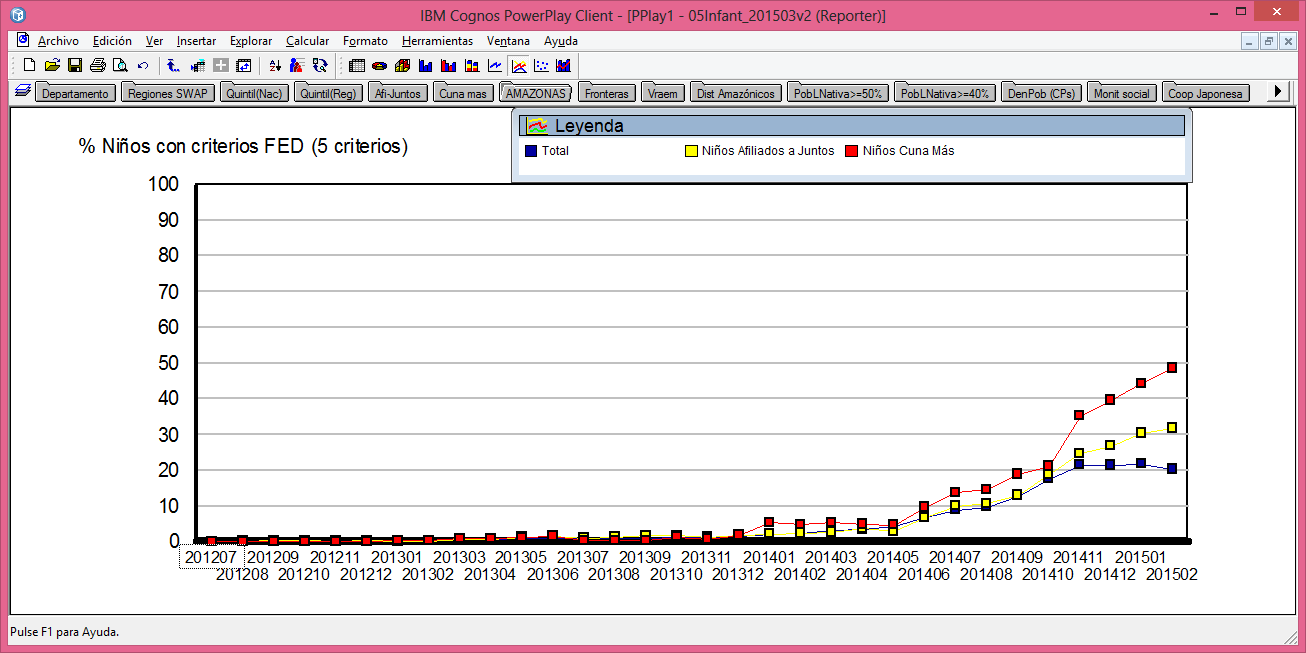 IBM Cognos PowerPlay Client - [PPlay1 - 05Infant_201503v2 (Reporter)]
Archivo Edición Ver Insertar Explorar Calcular Formato Herramientas Ventana Ayuda
Departamento Regiones SWAP Quintil(Nac) Quintil(Reg) Afi-Juntos Cuna mas AMAZONAS Fronteras Vraem Dist Amazónicos PobLNativa>=50% PobLNativa>=40% DenPob (CPs) Monit social Coop Japonesa
Leyenda
Total Niños Afiliados a Juntos Niños Cuna Más
% Niños con criterios FED (5 criterios)
100
90
80
70
60
50
40
30
20
10
0
201207 201209 201211 201301 201303 201305 201307 201309 201311 201401 201403 201405 201407 201409 201411 201501
201208 201210 201212 201302 201304 201306 201308 201310 201312 201402 201404 201406 201408 201410 201412 201502
Pulse F1 para Ayuda.